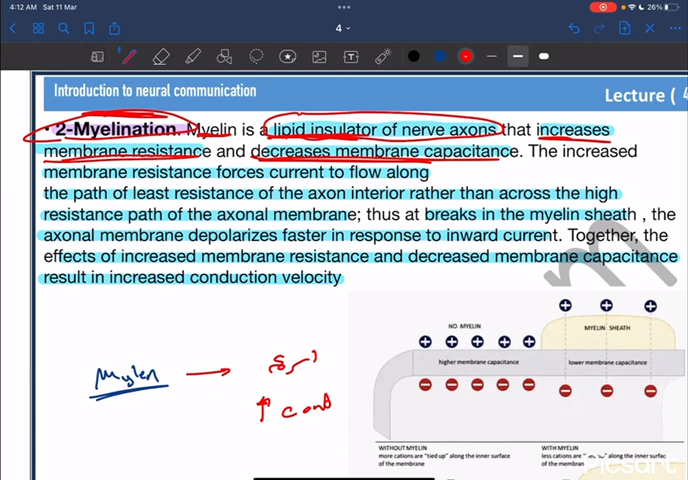 4:12 AM Sat 11 Mar
26%
4
Introduction to neural communication
Lecture ( 4
• 2-Myelination. Myelin is a lipid insulator of nerve axons that increases
membrane resistance and decreases membrane capacitance. The increased
membrane resistance forces current to flow along
the path of least resistance of the axon interior rather than across the high
resistance path of the axonal membrane; thus at breaks in the myelin sheath , the
axonal membrane depolarizes faster in response to inward current. Together, the
effects of increased membrane resistance and decreased membrane capacitance
result in increased conduction velocity
NO MYELIN
MYELIN SHEATH
higher membrane capacitance
lower membrane capacitance
Mylen
↑ cond
WITHOUT MYELIN
more cations are "tied up" along the inner surface
of the membrane
WITH MYELIN
less cations are along the inner surfac
of the membran
Picsart